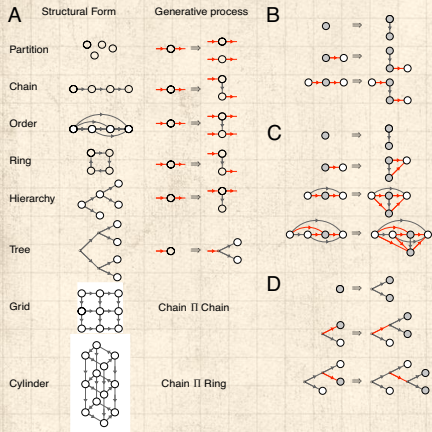 A Structural Form Generative process
Partition
Chain
Order
Ring
Hierarchy
Tree
Grid Chain Π Chain
Cylinder Chain Π Ring
B
C
D